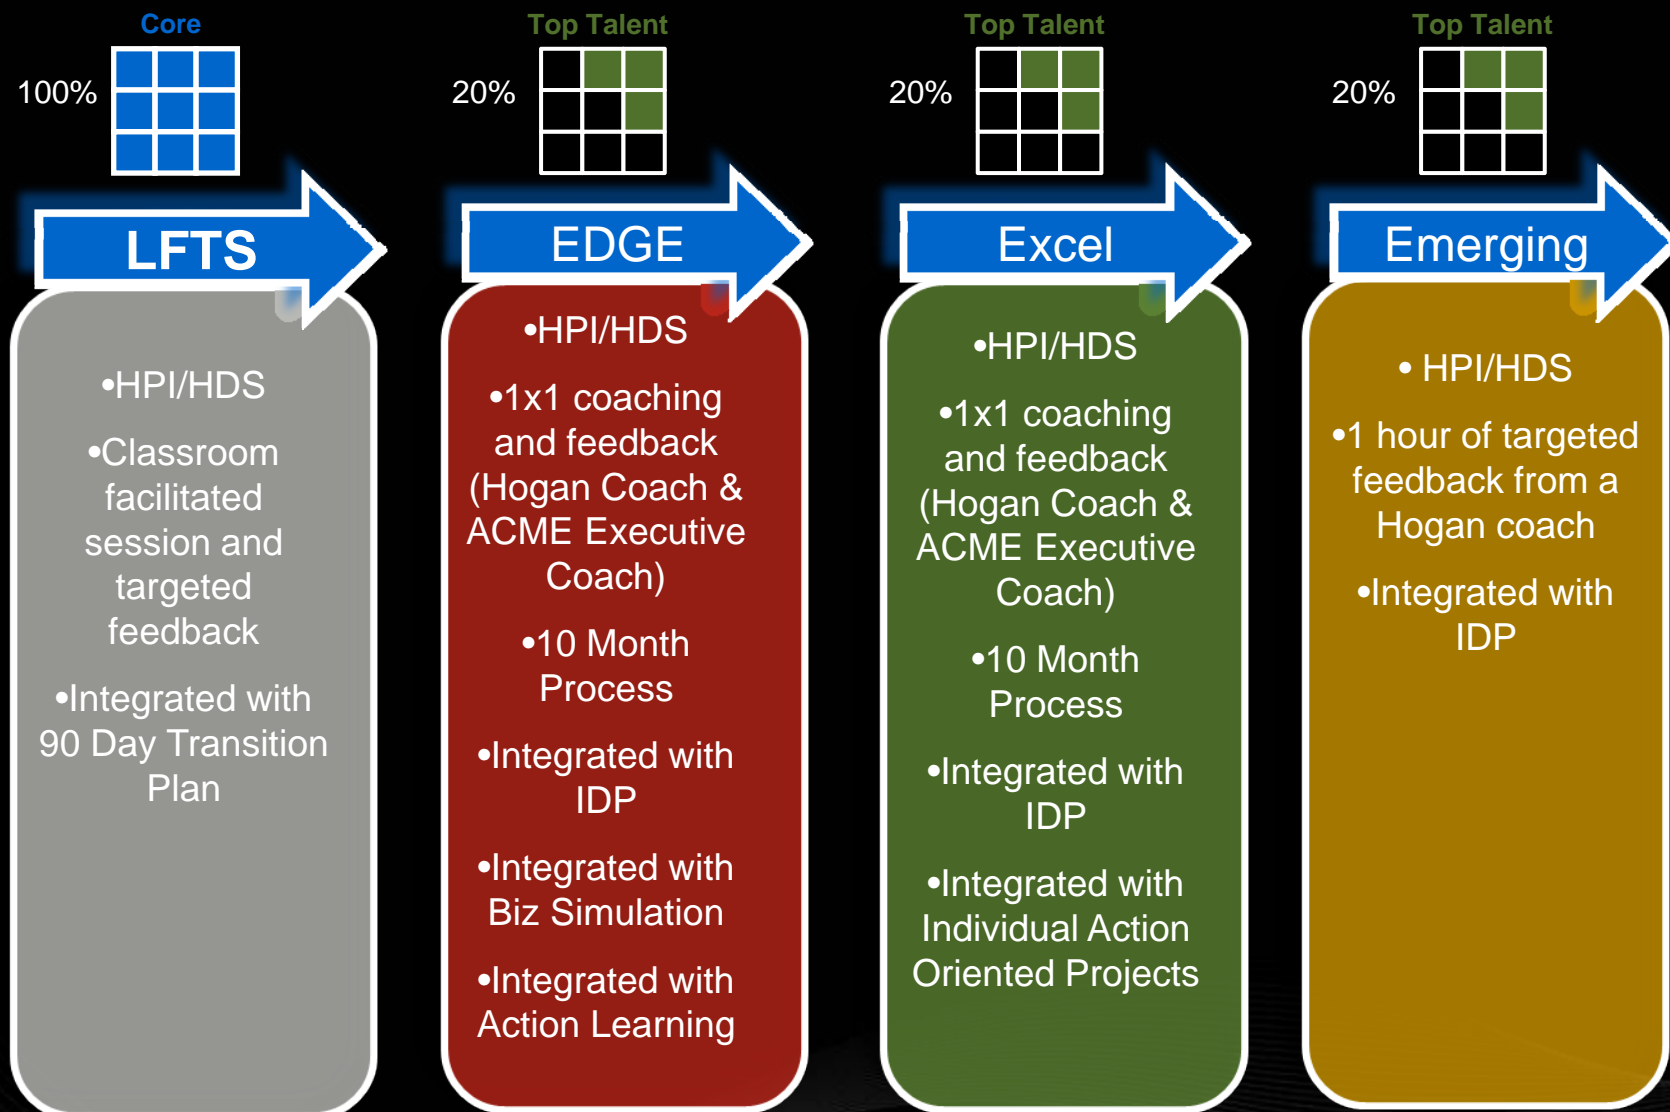 Core
100%
LFTS
•HPI/HDS
•Classroom
facilitated
session and
targeted
feedback
•Integrated with
90 Day Transition
Plan
Top Talent
20%
EDGE
•HPI/HDS
•1x1 coaching
and feedback
(Hogan Coach &
ACME Executive
Coach)
•10 Month
Process
•Integrated with
IDP
•Integrated with
Biz Simulation
•Integrated with
Action Learning
Top Talent
20%
Excel
•HPI/HDS
•1x1 coaching
and feedback
(Hogan Coach &
ACME Executive
Coach)
•10 Month
Process
•Integrated with
IDP
•Integrated with
Individual Action
Oriented Projects
Top Talent
20%
Emerging
• HPI/HDS
•1 hour of targeted
feedback from a
Hogan coach
•Integrated with
IDP